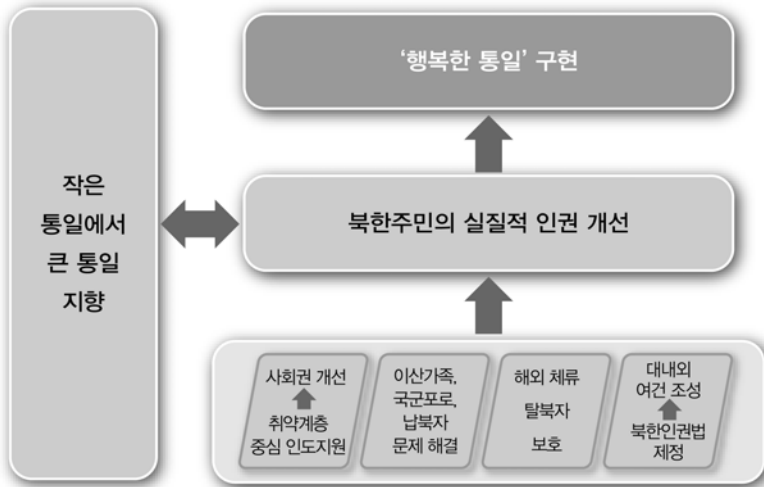 ‘행복한 통일’ 구현
작은
통일에서
큰 통일
지향
북한주민의 실질적 인권 개선
사회권 개선
취약계층
중심 인도지원
이산가족,
국군포로,
납북자
문제 해결
해외 체류
탈북자
보호
대내외
여건 조성
북한인권법
제정